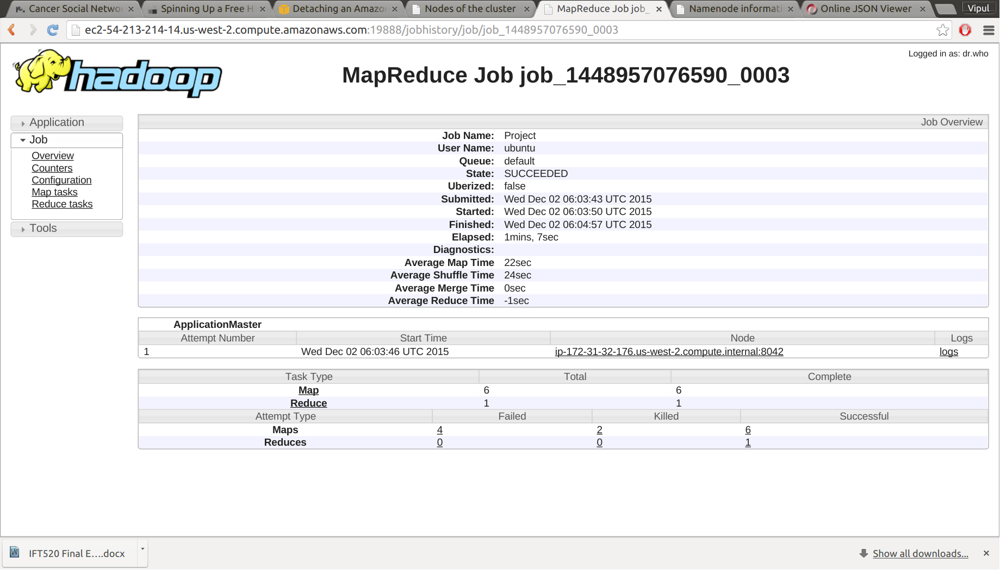 Cancer Social Netwo
Spinning Up a Free H
Detaching an Amazo
Nodes of the cluster
MapReduce Job job_
Namenode informati
Online JSON Viewer
Vipul
ec2-54-213-214-14.us-west-2.compute.amazonaws.com:19888/jobhistory/job/job_1448957076590_0003
Logged in as: dr.who
hadoop
MapReduce Job job_1448957076590_0003
Application
Job
Overview
Counters
Configuration
Map tasks
Reduce tasks
Tools
Job Overview
Job Name: Project
User Name: ubuntu
Queue: default
State: SUCCEEDED
Uberized: false
Submitted: Wed Dec 02 06:03:43 UTC 2015
Started: Wed Dec 02 06:03:50 UTC 2015
Finished: Wed Dec 02 06:04:57 UTC 2015
Elapsed: 1mins, 7sec
Diagnostics:
Average Map Time 22sec
Average Shuffle Time 24sec
Average Merge Time 0sec
Average Reduce Time -1sec
ApplicationMaster
Attempt Number Start Time Node Logs
1 Wed Dec 02 06:03:46 UTC 2015 ip-172-31-32-176.us-west-2.compute.internal:8042 logs
Task Type Total Complete
Map 6 6
Reduce 1 1
Attempt Type Failed Killed Successful
Maps 4 2 6
Reduces 0 0 1
IFT520 Final E....docx
Show all downloads...